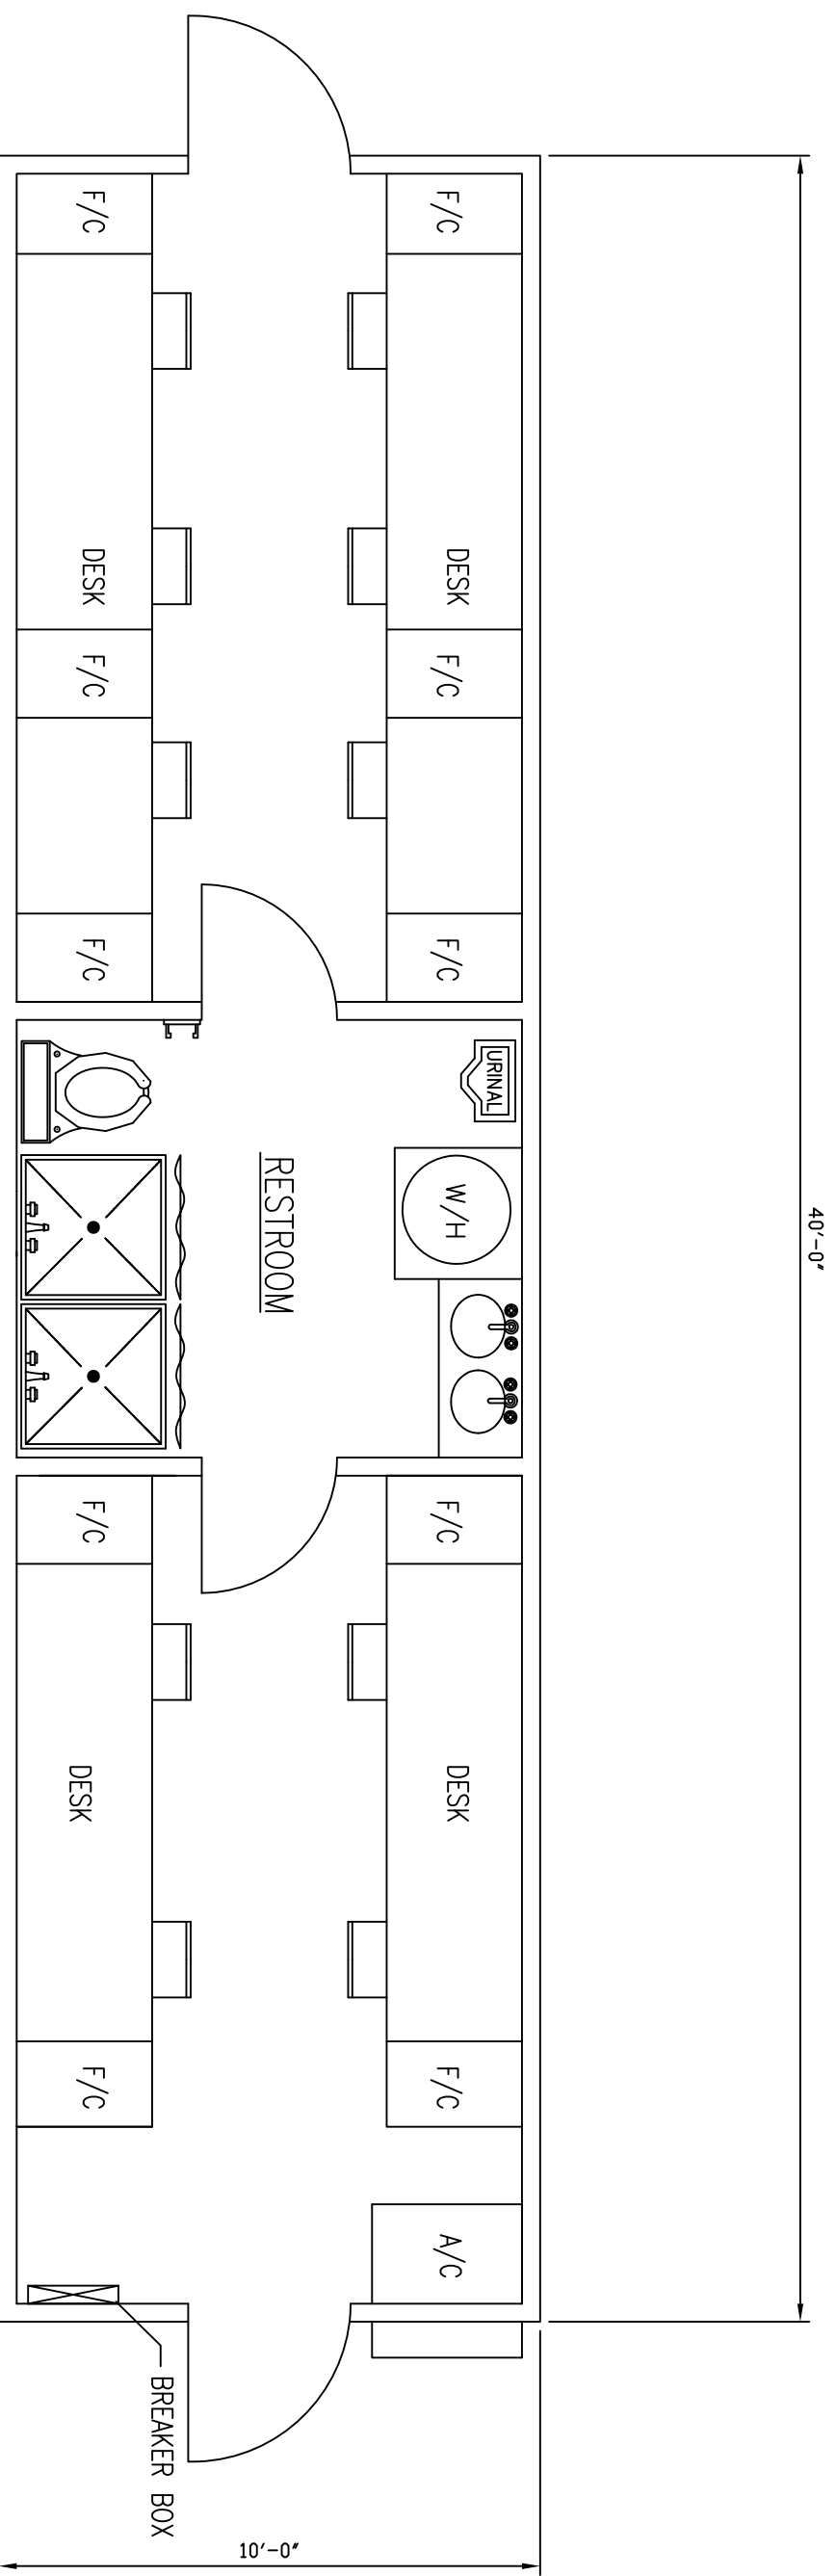 40'-0"
F/C
DESK
F/C
F/C
URINAL
W/H
F/C
DESK
F/C
A/C
10'-0"
RESTROOM
BREAKER BOX
F/C
DESK
F/C
F/C
F/C
DESK
F/C